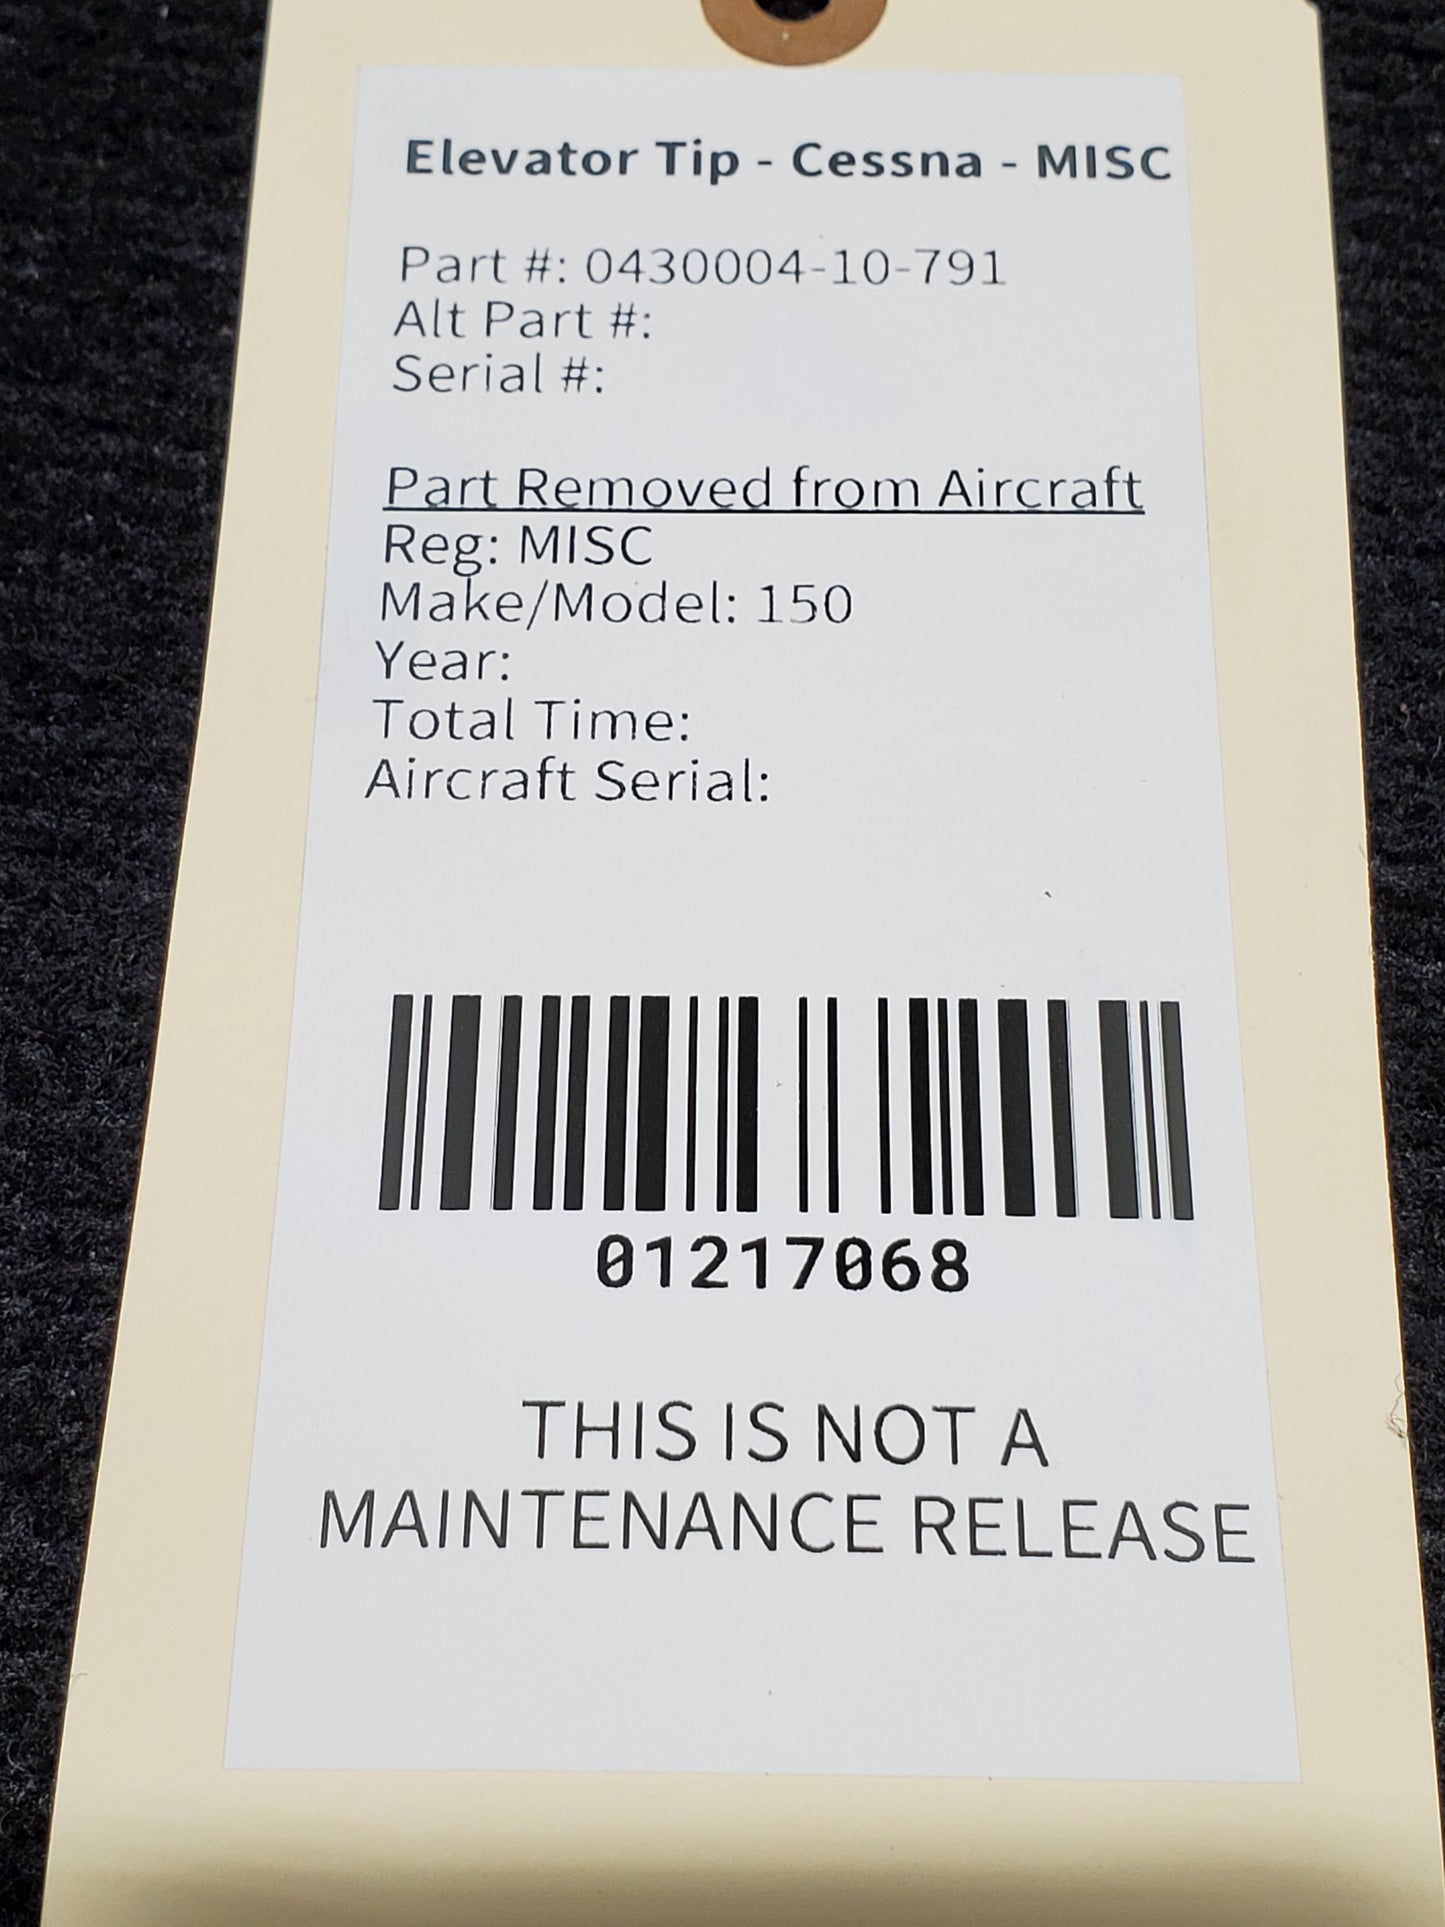 Elevator Tip - Cessna - MISC
Part #: 0430004-10-791
Alt Part #:
Serial #:
Part Removed from Aircraft
Reg: MISC
Make/Model: 150
Year:
Total Time:
Aircraft Serial:
01217068
THIS IS NOT A
MAINTENANCE RELEASE